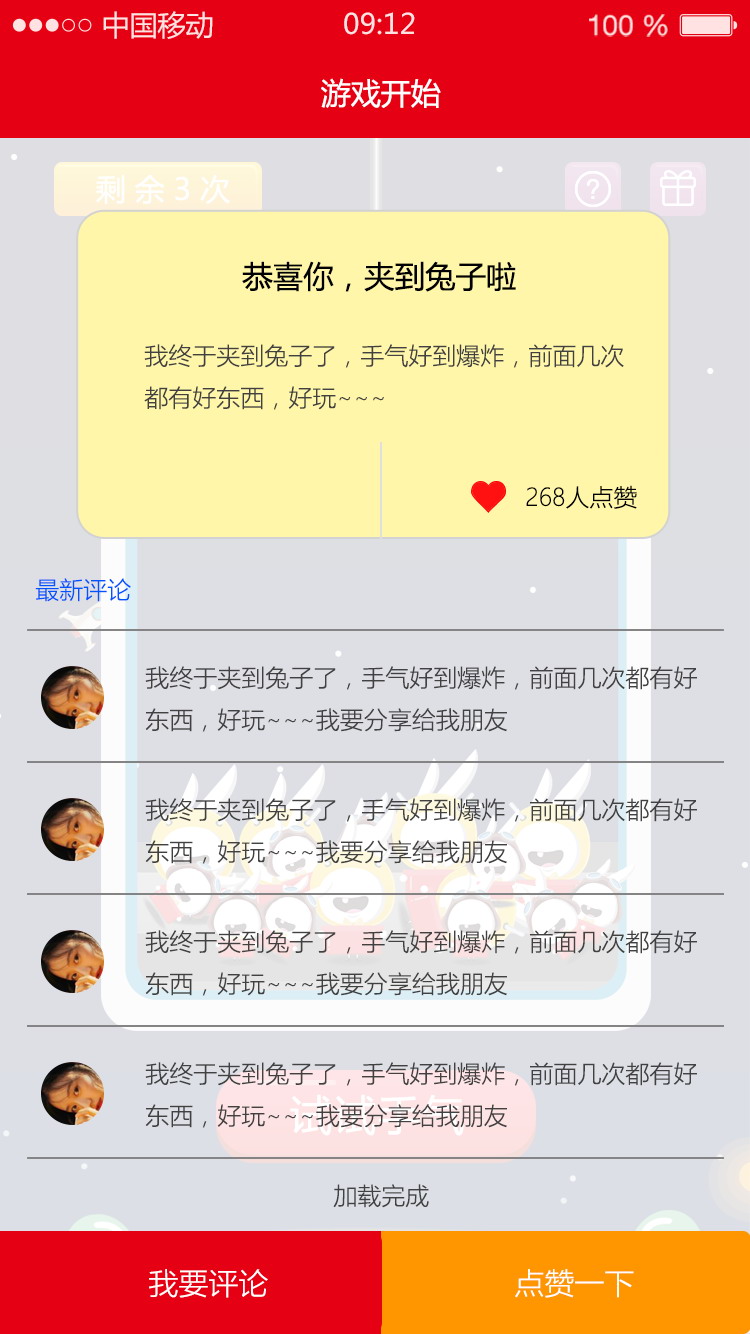 中国移动 09:12 100 %
游戏开始
剩余3次
恭喜你，夹到兔子啦
我终于夹到兔子了，手气好到爆炸，前面几次
都有好东西，好玩~~~
268人点赞
最新评论
我终于夹到兔子了，手气好到爆炸，前面几次都有好
东西，好玩~~~我要分享给我朋友
我终于夹到兔子了，手气好到爆炸，前面几次都有好
东西，好玩~~~我要分享给我朋友
我终于夹到兔子了，手气好到爆炸，前面几次都有好
东西，好玩~~~我要分享给我朋友
我终于夹到兔子了，手气好到爆炸，前面几次都有好
东西，好玩~~~我要分享给我朋友
试试手气
加载完成
我要评论 点赞一下